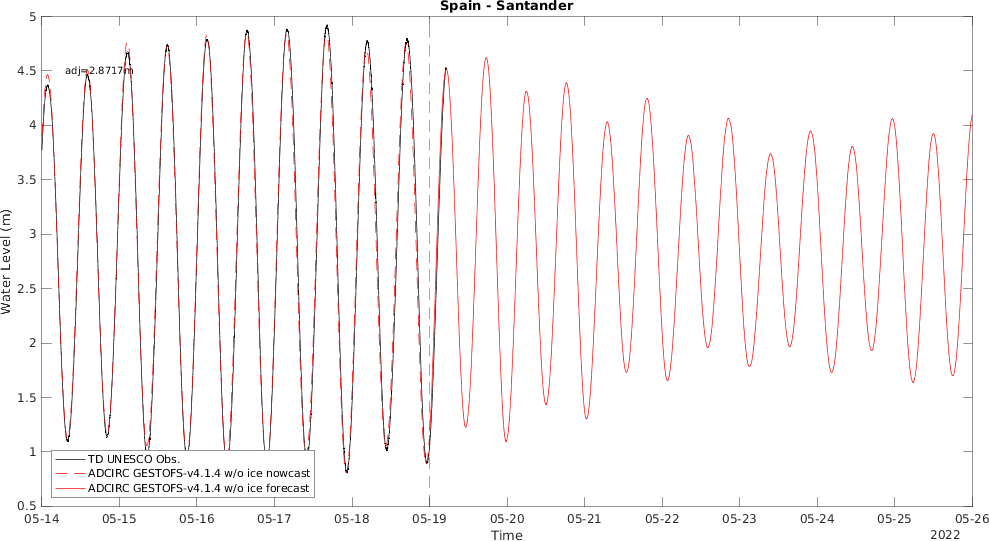 Spain - Santander
5
4.5
4
3.5
3
2.5
2
1.5
1
0.5
Water Level (m)
adj=2.8717m
TD UNESCO Obs.
ADCIRC GESTOFS-v4.1.4 w/o ice nowcast
ADCIRC GESTOFS-v4.1.4 w/o ice forecast
05-14 05-15 05-16 05-17 05-18 05-19 05-20 05-21 05-22 05-23 05-24 05-25 05-26
Time
2022